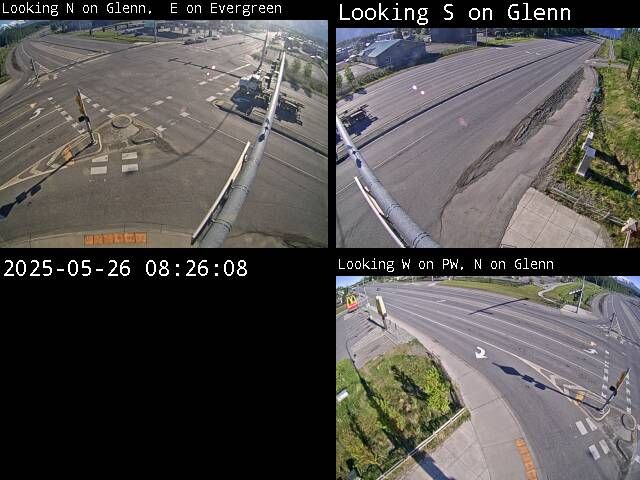 Looking N on Glenn,  E on Evergreen
Looking S on Glenn
2025-05-26 08:26:08
Looking W on PW, N on Glenn